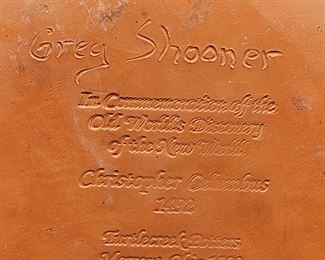 Greg Shooner
In Commemoration of the
Old World's Discovery
of the New World
Christopher Columbus
1492
Turtlecreek Potters